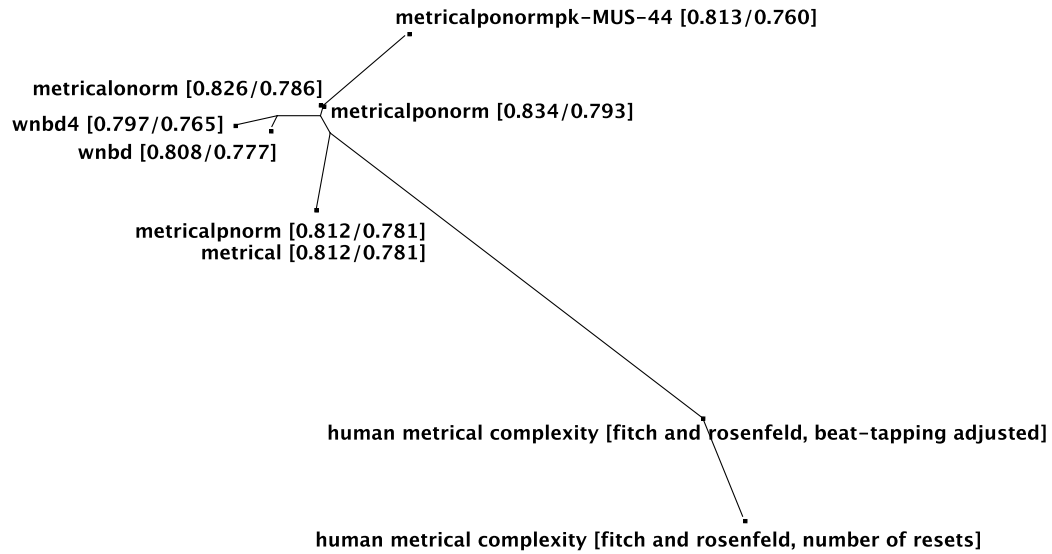 metricalponormpk-MUS-44 [0.813/0.760]
metricalonorm [0.826/0.786]
metricalponorm [0.834/0.793]
wnbd4 [0.797/0.765]
wnbd [0.808/0.777]
metricalpnorm [0.812/0.781]
metrical [0.812/0.781]
human metrical complexity [fitch and rosenfeld, beat-tapping adjusted]
human metrical complexity [fitch and rosenfeld, number of resets]